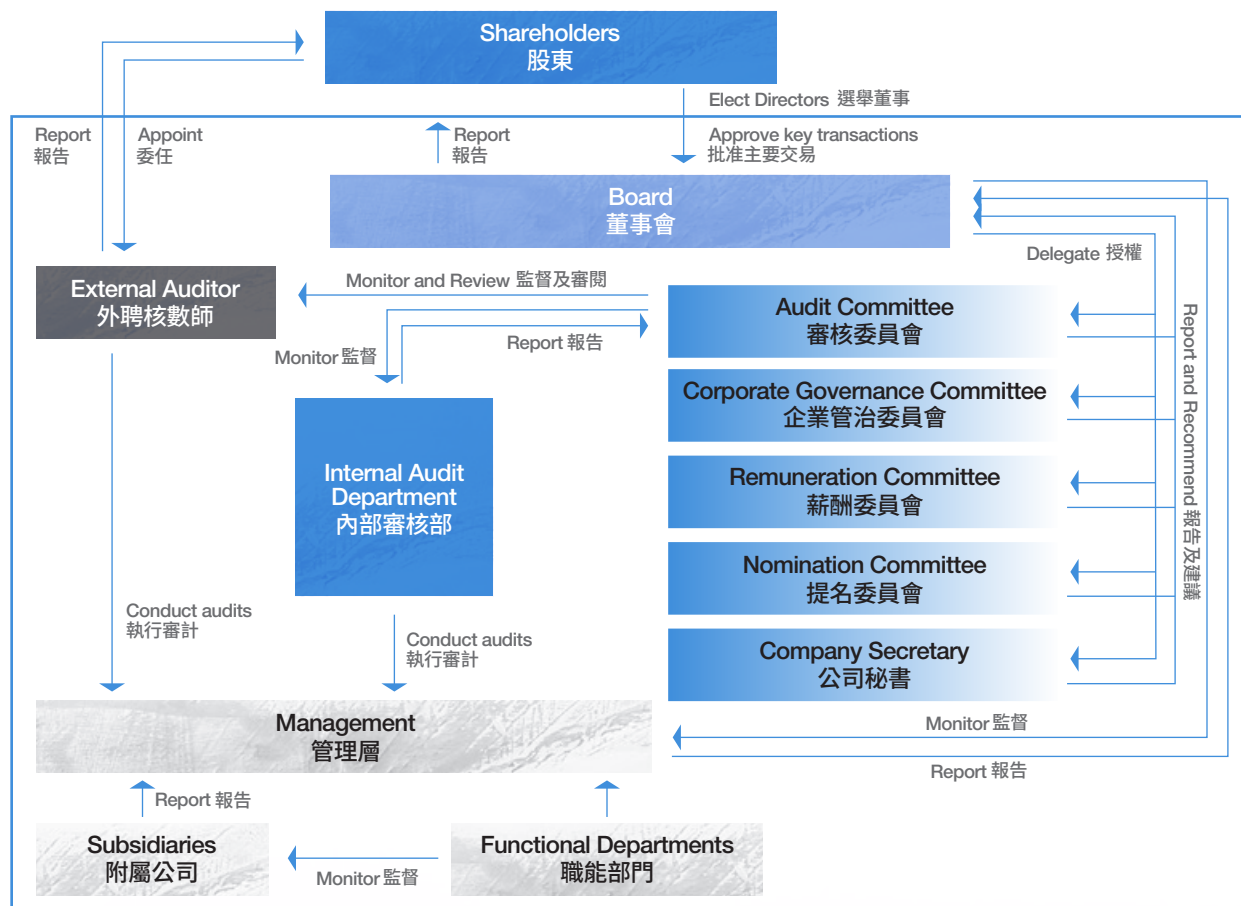 Shareholders
股東
Elect Directors 選舉董事
Report
報告
Appoint
委任
Report
報告
Approve key transactions
批准主要交易
Board
董事會
Delegate 授權
External Auditor
外聘核數師
Monitor and Review 監督及審閱
Audit Committee
審核委員會
Report 報告
Monitor 監督
Corporate Governance Committee
企業管治委員會
Internal Audit
Department
內部審核部
Remuneration Committee
薪酬委員會
Report and Recommend 報告及建議
Nomination Committee
提名委員會
Conduct audits
執行審計
Conduct audits
執行審計
Company Secretary
公司秘書
Management
管理層
Monitor 監督
Report 報告
Report 報告
Subsidiaries
附屬公司
Monitor 監督
Functional Departments
職能部門